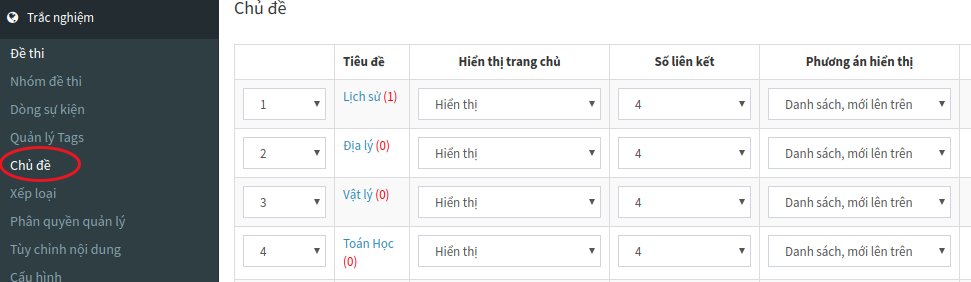 Trắc nghiệm
Đề thi
Nhóm đề thi
Dòng sự kiện
Quản lý Tags
Chủ đề
Xếp loại
Phân quyền quản lý
Tùy chỉnh nội dung
Cấu hình
Chủ đề
Tiêu đề Hiển thị trang chủ Số liên kết Phương án hiển thị
1 Lịch sử (1) Hiển thị 4 Danh sách, mới lên trên
2 Địa lý (0) Hiển thị 4 Danh sách, mới lên trên
3 Vật lý (0) Hiển thị 4 Danh sách, mới lên trên
4 Toán Học Hiển thị 4 Danh sách, mới lên trên
(0)